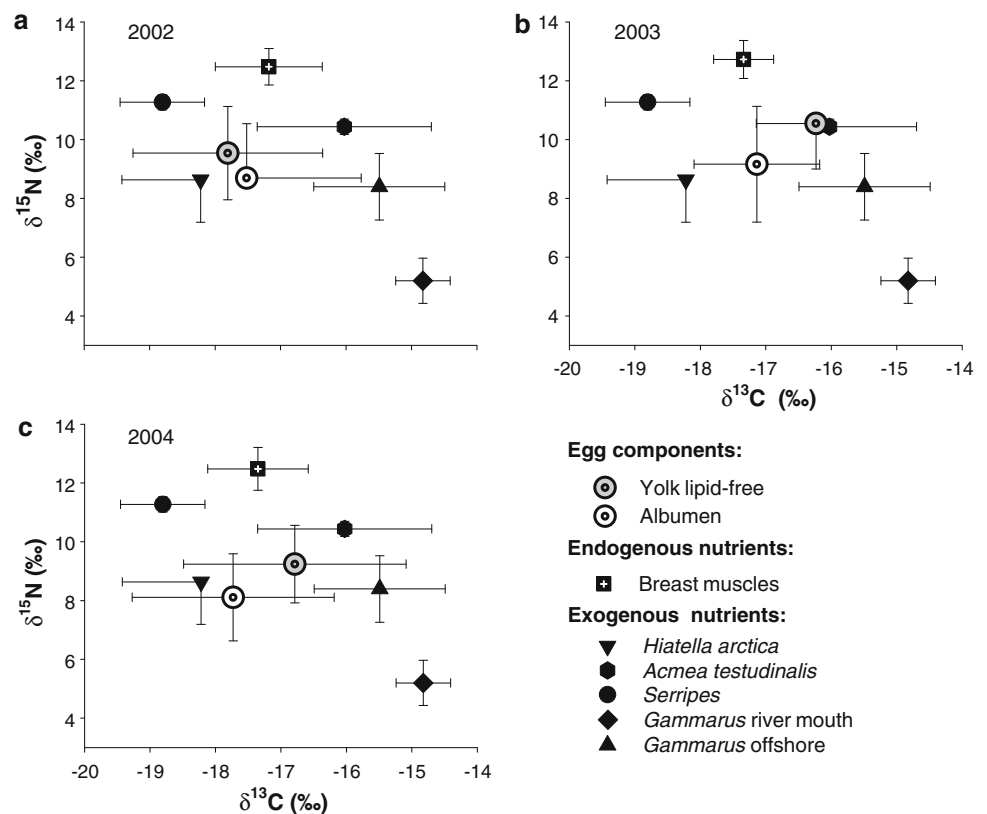 a
2002
14
12
10
8
6
4
δ15N (‰)
b
2003
14
12
10
8
6
4
-20 -19 -18 -17 -16 -15 -14
δ13C (‰)
c
2004
14
12
10
8
6
4
δ15N (‰)
-20 -19 -18 -17 -16 -15 -14
δ13C (‰)
Egg components:
Yolk lipid-free
Albumen
Endogenous nutrients:
Breast muscles
Exogenous nutrients:
Hiatella arctica
Acmea testudinalis
Serripes
Gammarus river mouth
Gammarus offshore